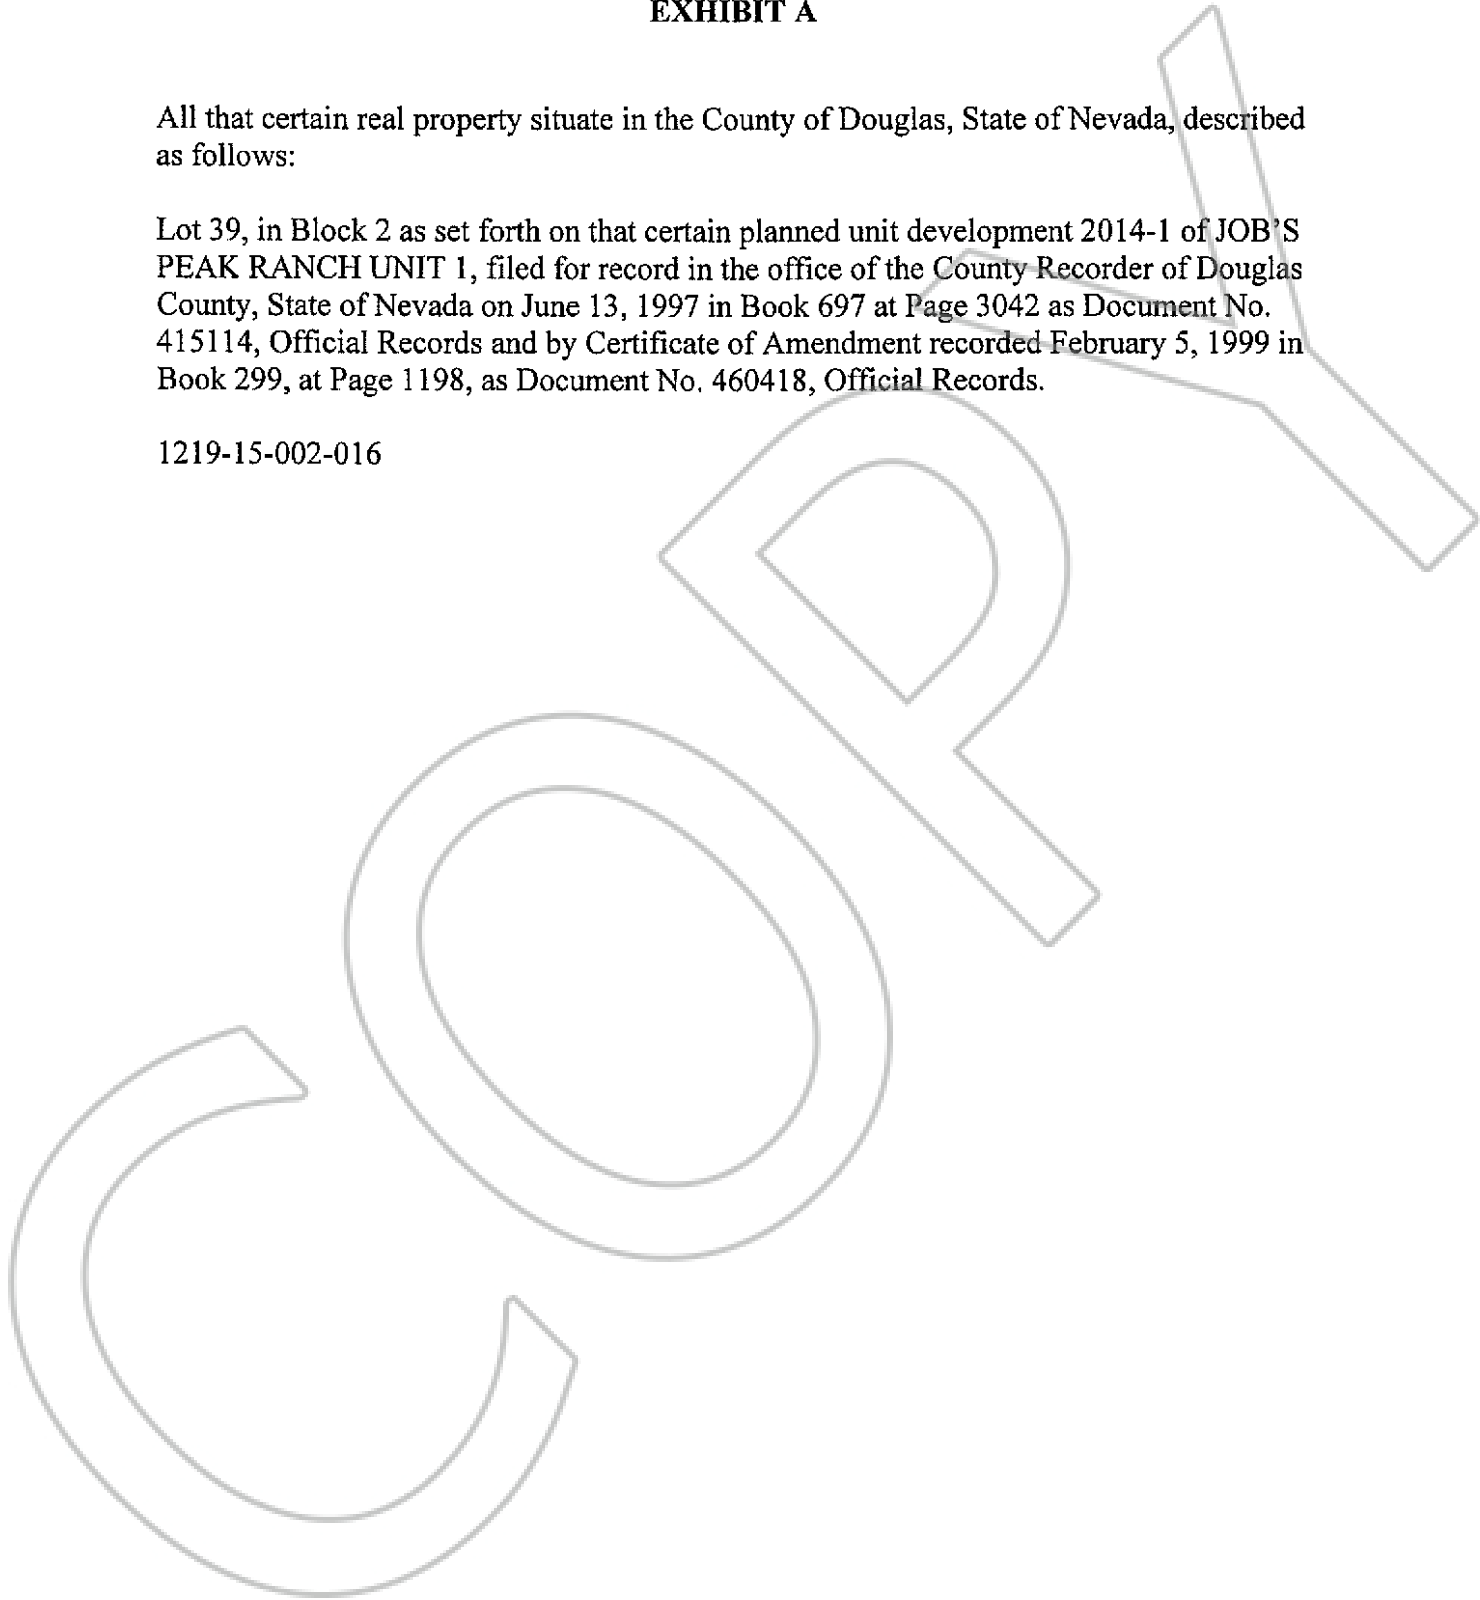 EXHIBIT A
All that certain real property situate in the County of Douglas, State of Nevada, described
as follows:
Lot 39, in Block 2 as set forth on that certain planned unit development 2014-1 of JOB'S
PEAK RANCH UNIT 1, filed for record in the office of the County Recorder of Douglas
County, State of Nevada on June 13, 1997 in Book 697 at Page 3042 as Document No.
415114, Official Records and by Certificate of Amendment recorded February 5, 1999 in
Book 299, at Page 1198, as Document No. 460418, Official Records.
1219-15-002-016
COPY